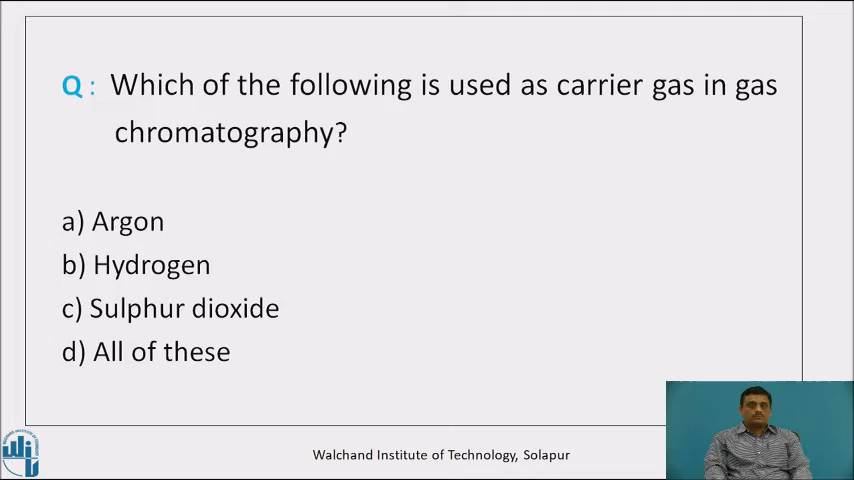 Q : Which of the following is used as carrier gas in gas
chromatography?
a) Argon
b) Hydrogen
c) Sulphur dioxide
d) All of these
Walchand Institute of Technology, Solapur